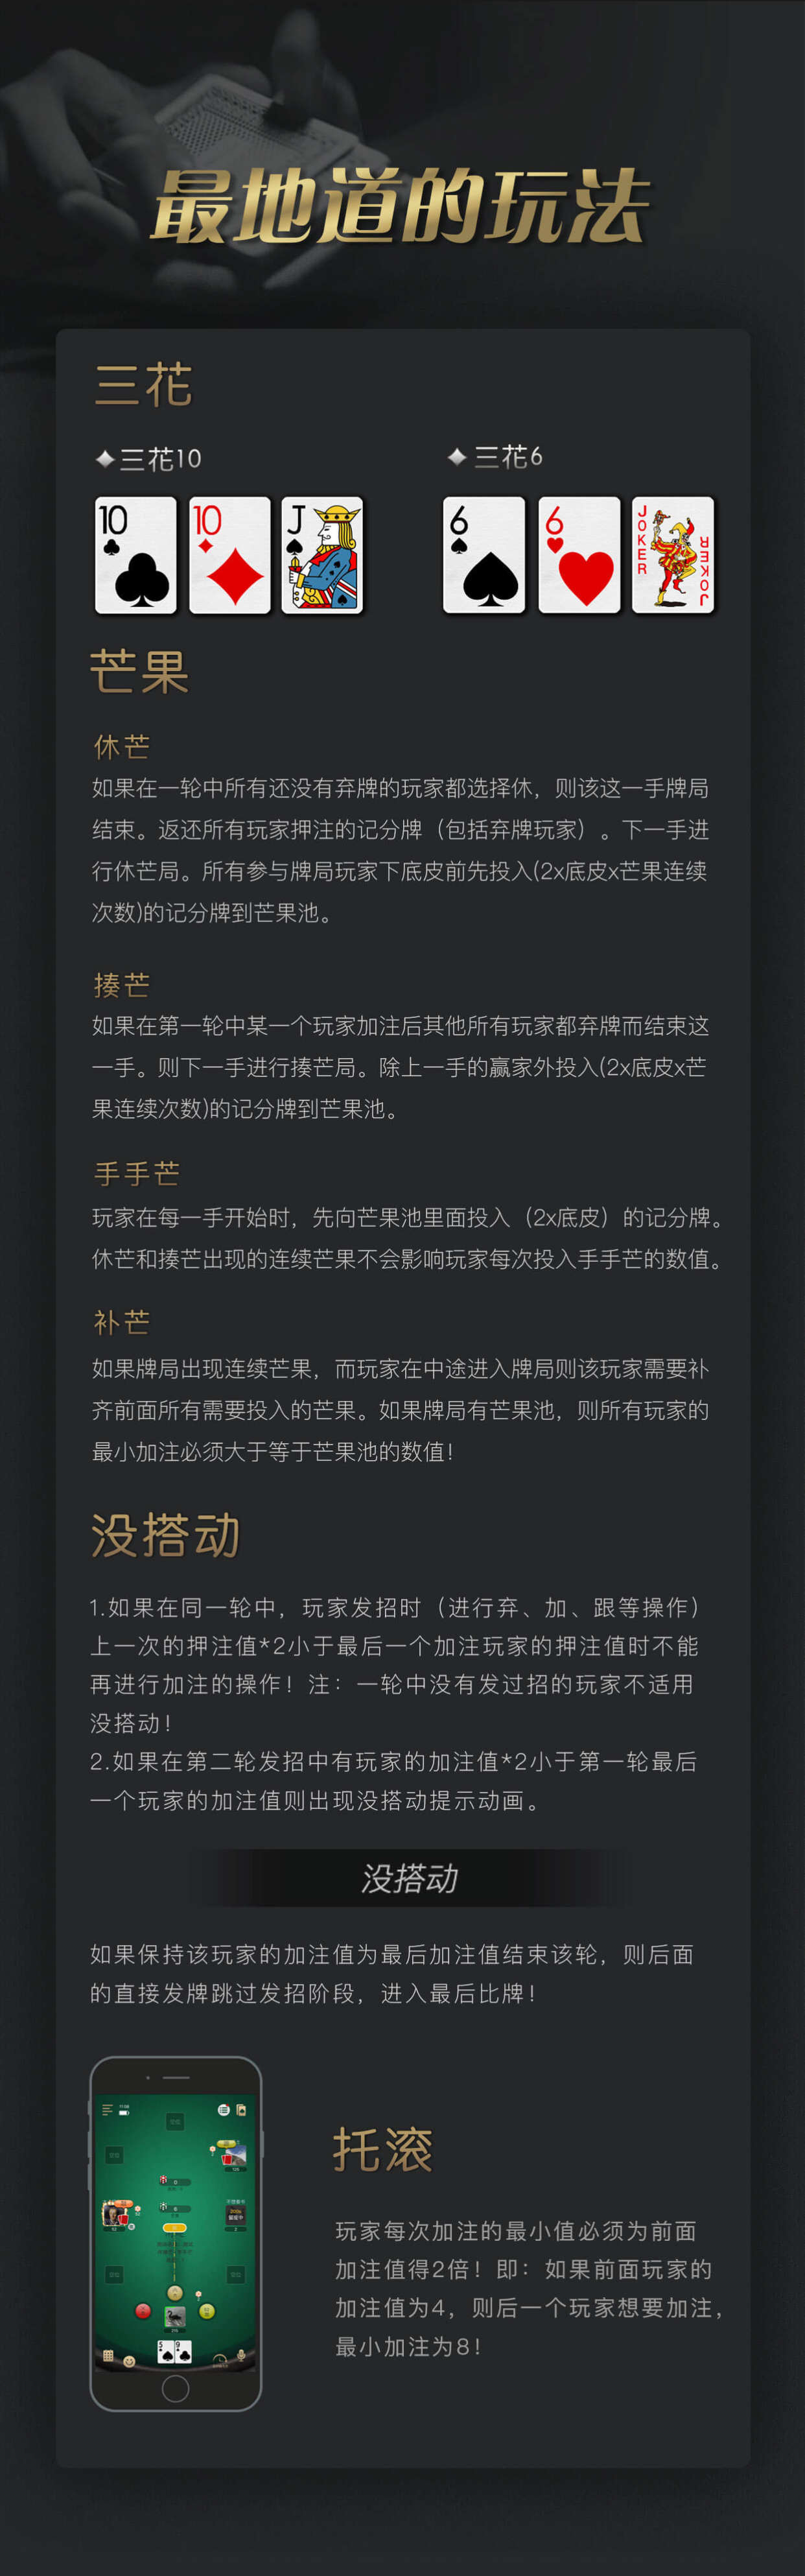 最地道的玩法
三花
三花10
三花6
10
10
J
6
6
JOKER
JOKER
芒果
休芒
如果在一轮中所有还没有弃牌的玩家都选择休，则该这一手牌局
结束。返还所有玩家押注的记分牌（包括弃牌玩家）。下一手进
行休芒局。所有参与牌局玩家下底皮前先投入(2x底皮x芒果连续
次数)的记分牌到芒果池。
揍芒
如果在第一轮中某一个玩家加注后其他所有玩家都弃牌而结束这
一手。则下一手进行揍芒局。除上一手的赢家外投入(2x底皮x芒
果连续次数)的记分牌到芒果池。
手手芒
玩家在每一手开始时，先向芒果池里面投入（2x底皮）的记分牌。
休芒和揍芒出现的连续芒果不会影响玩家每次投入手手芒的数值。
补芒
如果牌局出现连续芒果，而玩家在中途进入牌局则该玩家需要补
齐前面所有需要投入的芒果。如果牌局有芒果池，则所有玩家的
最小加注必须大于等于芒果池的数值！
没搭动
1.如果在同一轮中，玩家发招时（进行弃、加、跟等操作）
上一次的押注值*2小于最后一个加注玩家的押注值时不能
再进行加注的操作！注：一轮中没有发过招的玩家不适用
没搭动！
2.如果在第二轮发招中有玩家的加注值*2小于第一轮最后
一个玩家的加注值则出现没搭动提示动画。
没搭动
如果保持该玩家的加注值为最后加注值结束该轮，则后面
的直接发牌跳过发招阶段，进入最后比牌！
托滚
玩家每次加注的最小值必须为前面
加注值得2倍！即：如果前面玩家的
加注值为4，则后一个玩家想要加注，
最小加注为8！